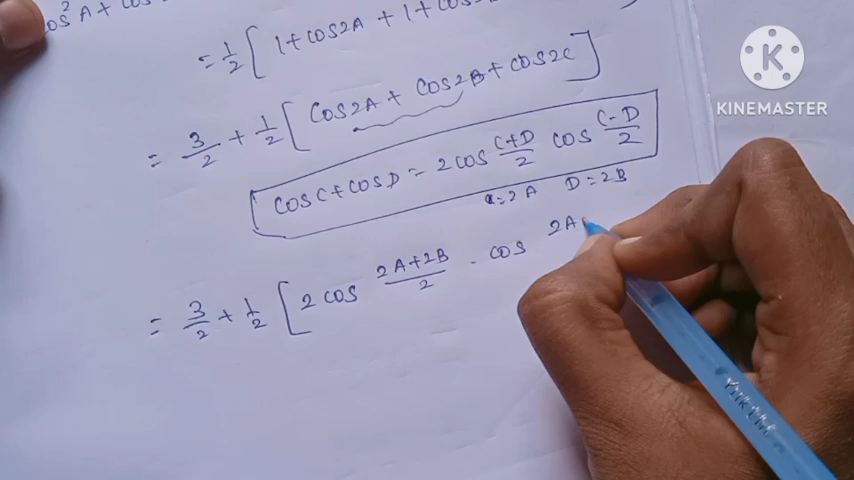 cos²A + cos
= 1/2 [ 1+cos2A + 1+cos
= 3/2 + 1/2 [ cos2A + cos2B + cos2C ]
cosC+cosD = 2cos (C+D)/2 cos (C-D)/2
C=2A D=2B
= 3/2 + 1/2 [ 2 cos (2A+2B)/2 . cos 2A
KINEMASTER